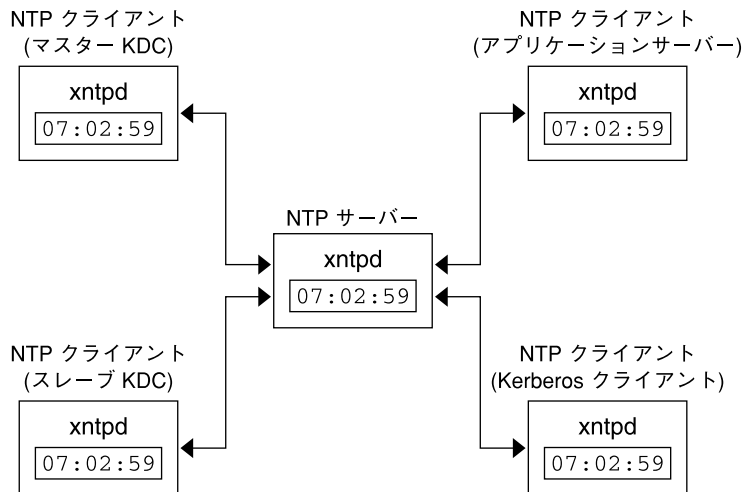 NTP クライアント
(マスター KDC)
xntpd
07:02:59
NTP クライアント
(アプリケーションサーバー)
xntpd
07:02:59
NTP サーバー
xntpd
07:02:59
NTP クライアント
(スレーブ KDC)
xntpd
07:02:59
NTP クライアント
(Kerberos クライアント)
xntpd
07:02:59